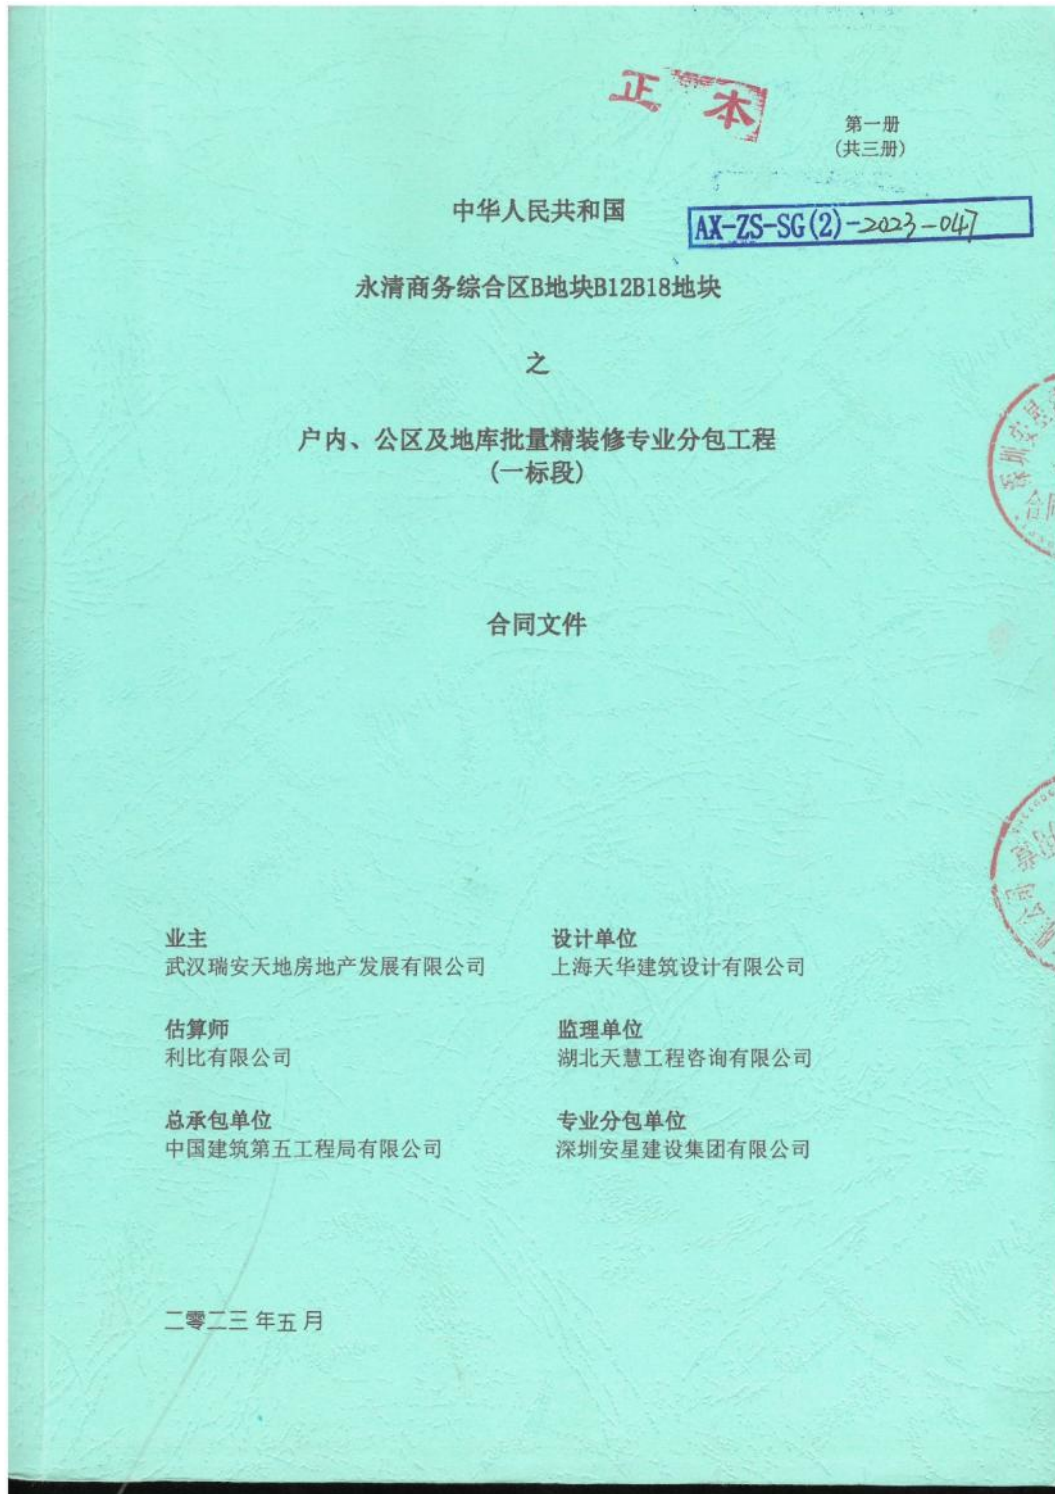 正本
第一册
(共三册)
中华人民共和国
AX-ZS-SG(2)-2023-047
永清商务综合区B地块B12B18地块
之
户内、公区及地库批量精装修专业分包工程
(一标段)
合同文件
业主
武汉瑞安天地房地产发展有限公司
设计单位
上海天华建筑设计有限公司
估算师
利比有限公司
监理单位
湖北天慧工程咨询有限公司
总承包单位
中国建筑第五工程局有限公司
专业分包单位
深圳安星建设集团有限公司
二零二三年五月